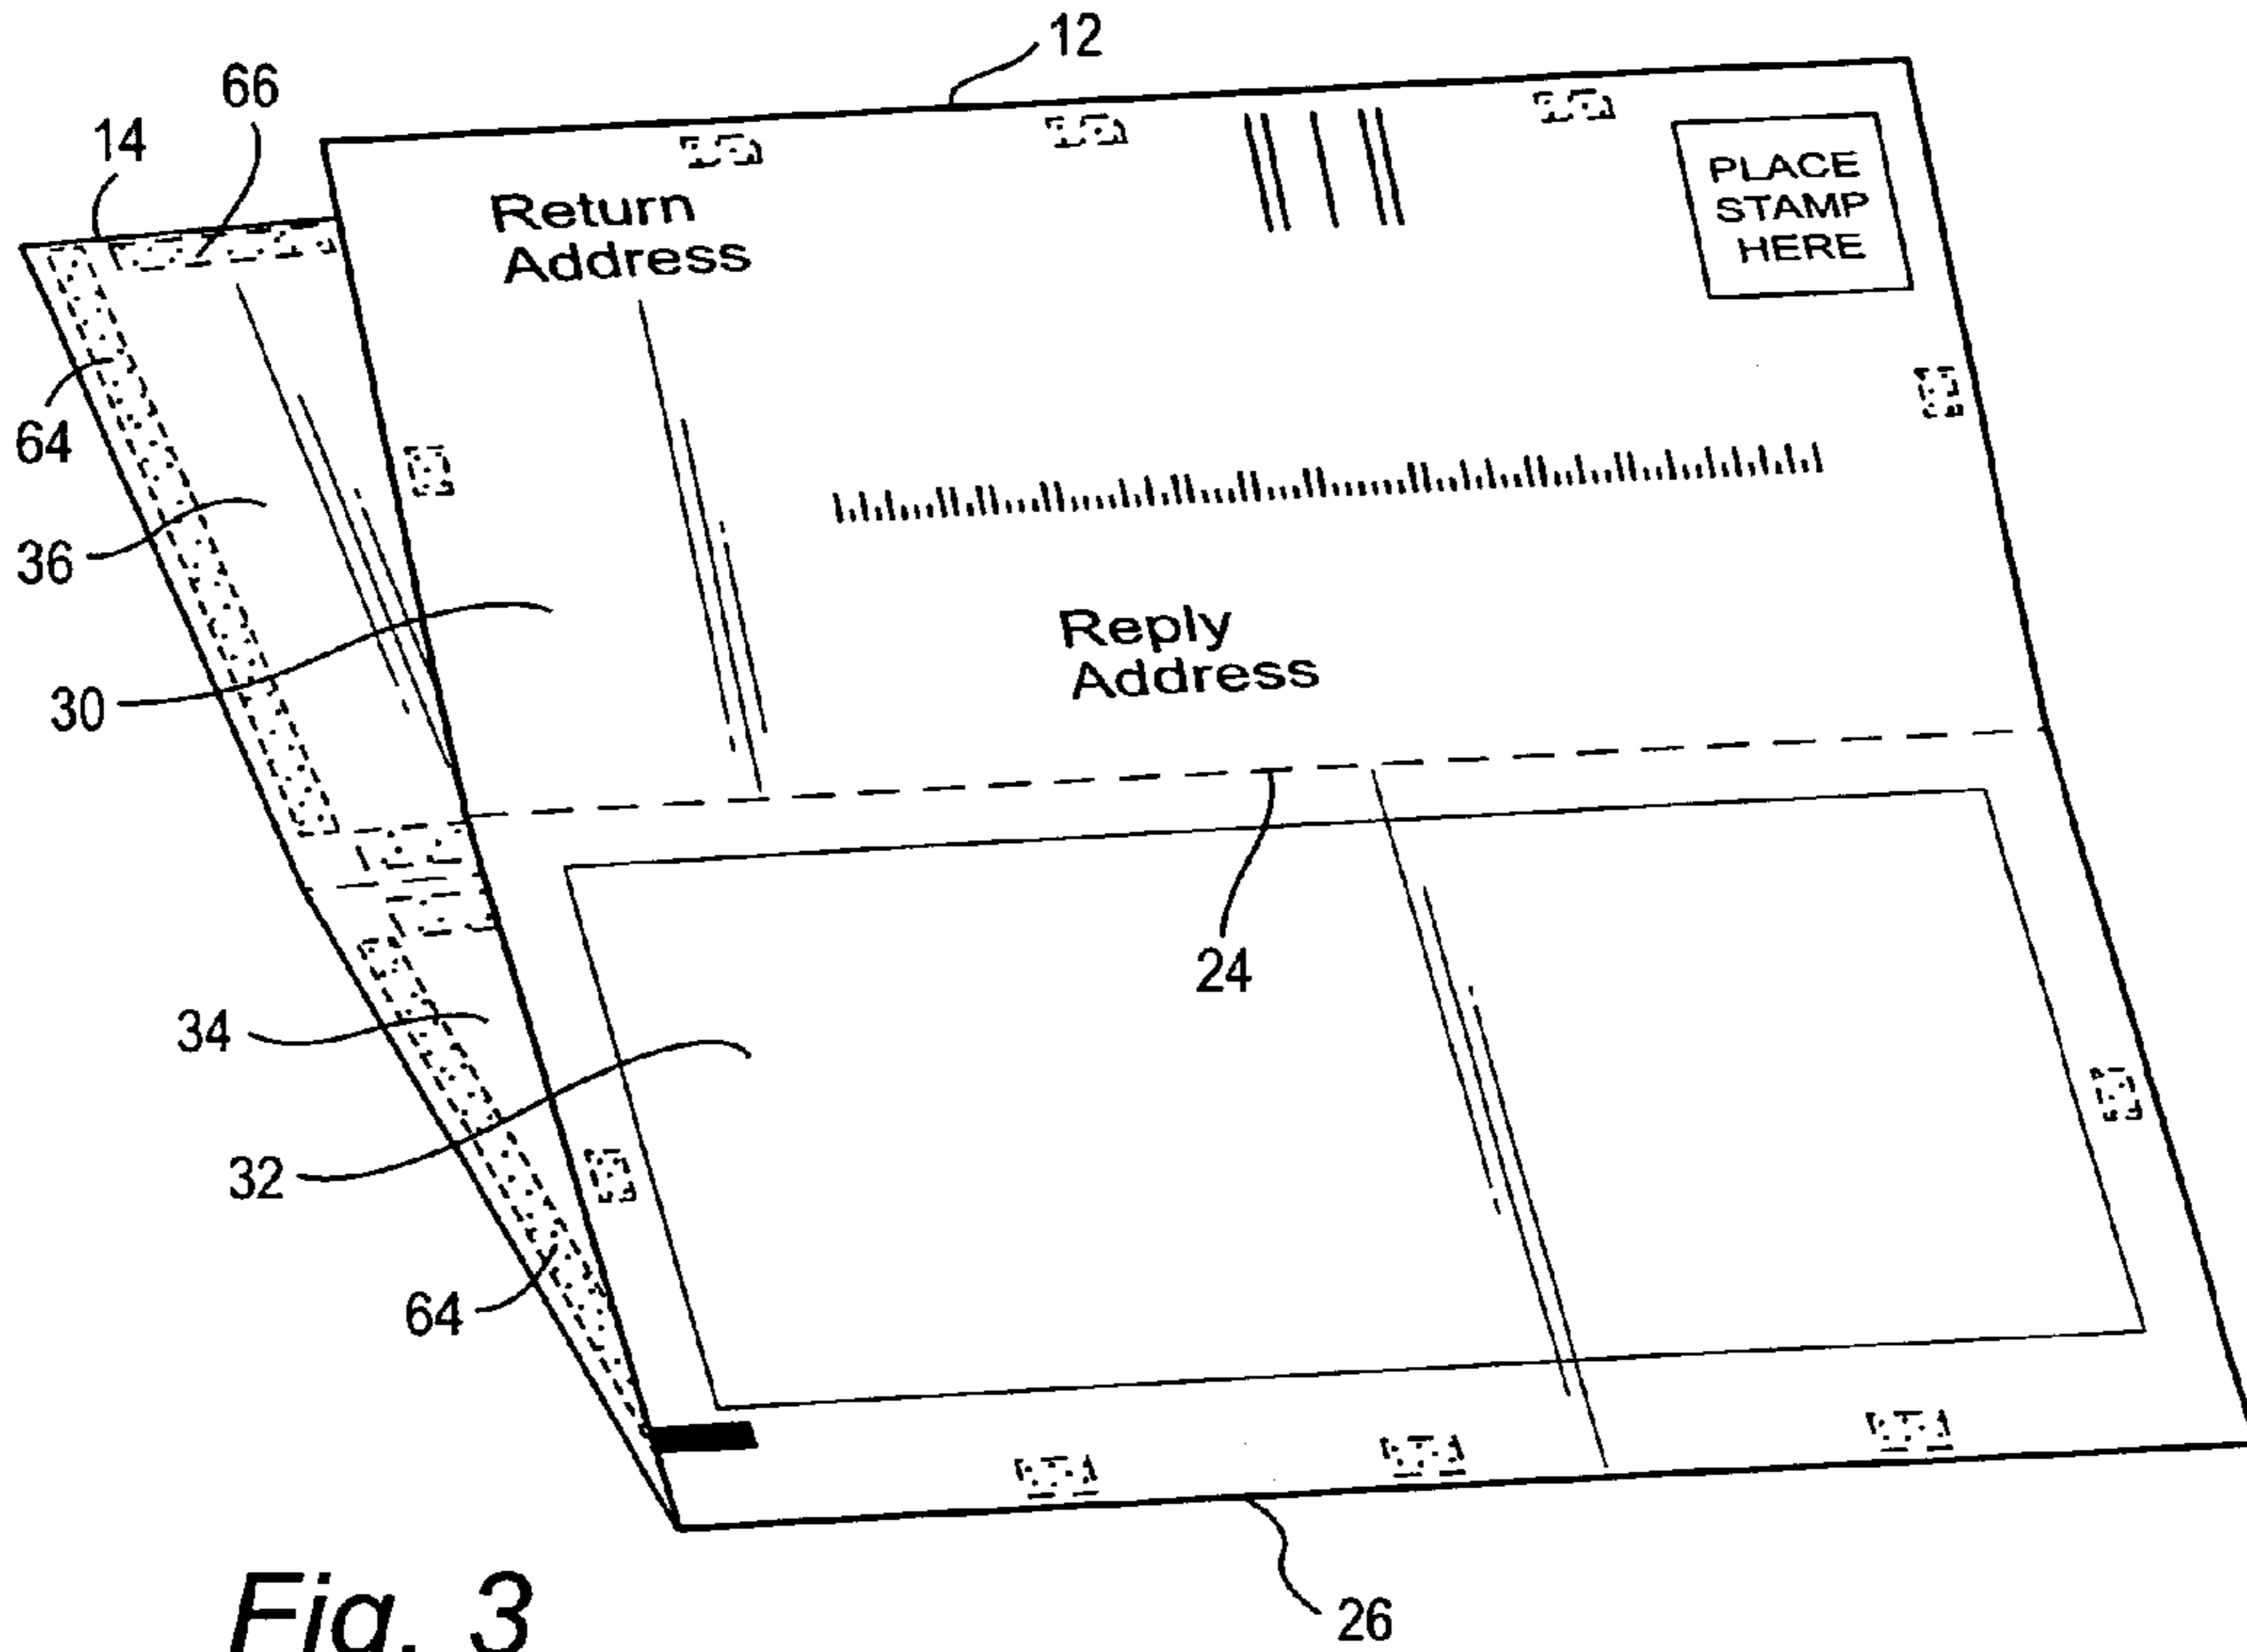 12
66
14
PLACE
STAMP
HERE
Return
Address
64
36
Reply
Address
30
24
34
32
64
26
Fig. 3